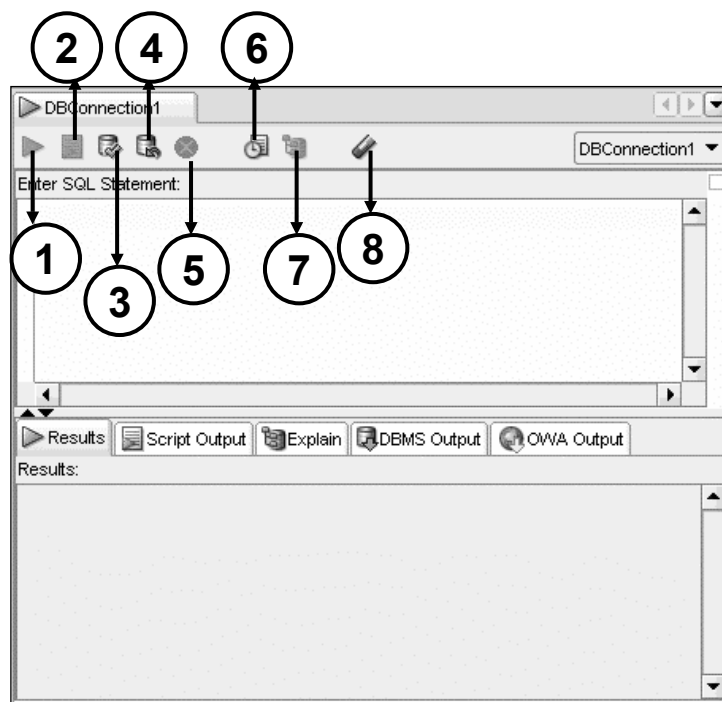 2 4 6
DBConnection1
DBConnection1
Enter SQL Statement:
1 3 5 7 8
Results Script Output Explain DBMS Output OWA Output
Results: